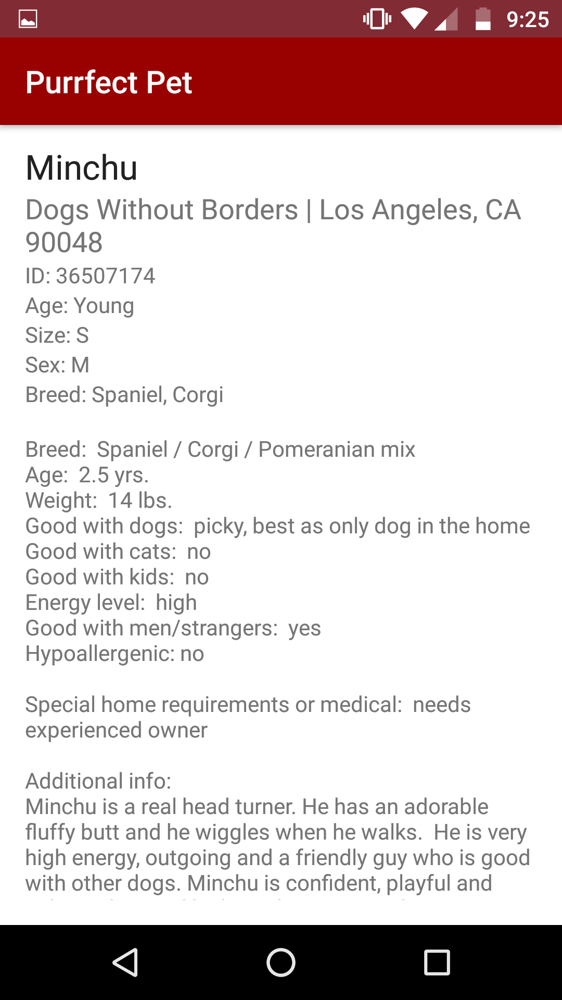 9:25
Purrfect Pet
Minchu
Dogs Without Borders | Los Angeles, CA
90048
ID: 36507174
Age: Young
Size: S
Sex: M
Breed: Spaniel, Corgi
Breed:  Spaniel / Corgi / Pomeranian mix
Age:  2.5 yrs.
Weight:  14 lbs.
Good with dogs:  picky, best as only dog in the home
Good with cats:  no
Good with kids:  no
Energy level:  high
Good with men/strangers:  yes
Hypoallergenic: no
Special home requirements or medical:  needs
experienced owner
Additional info:
Minchu is a real head turner. He has an adorable
fluffy butt and he wiggles when he walks.  He is very
high energy, outgoing and a friendly guy who is good
with other dogs. Minchu is confident, playful and